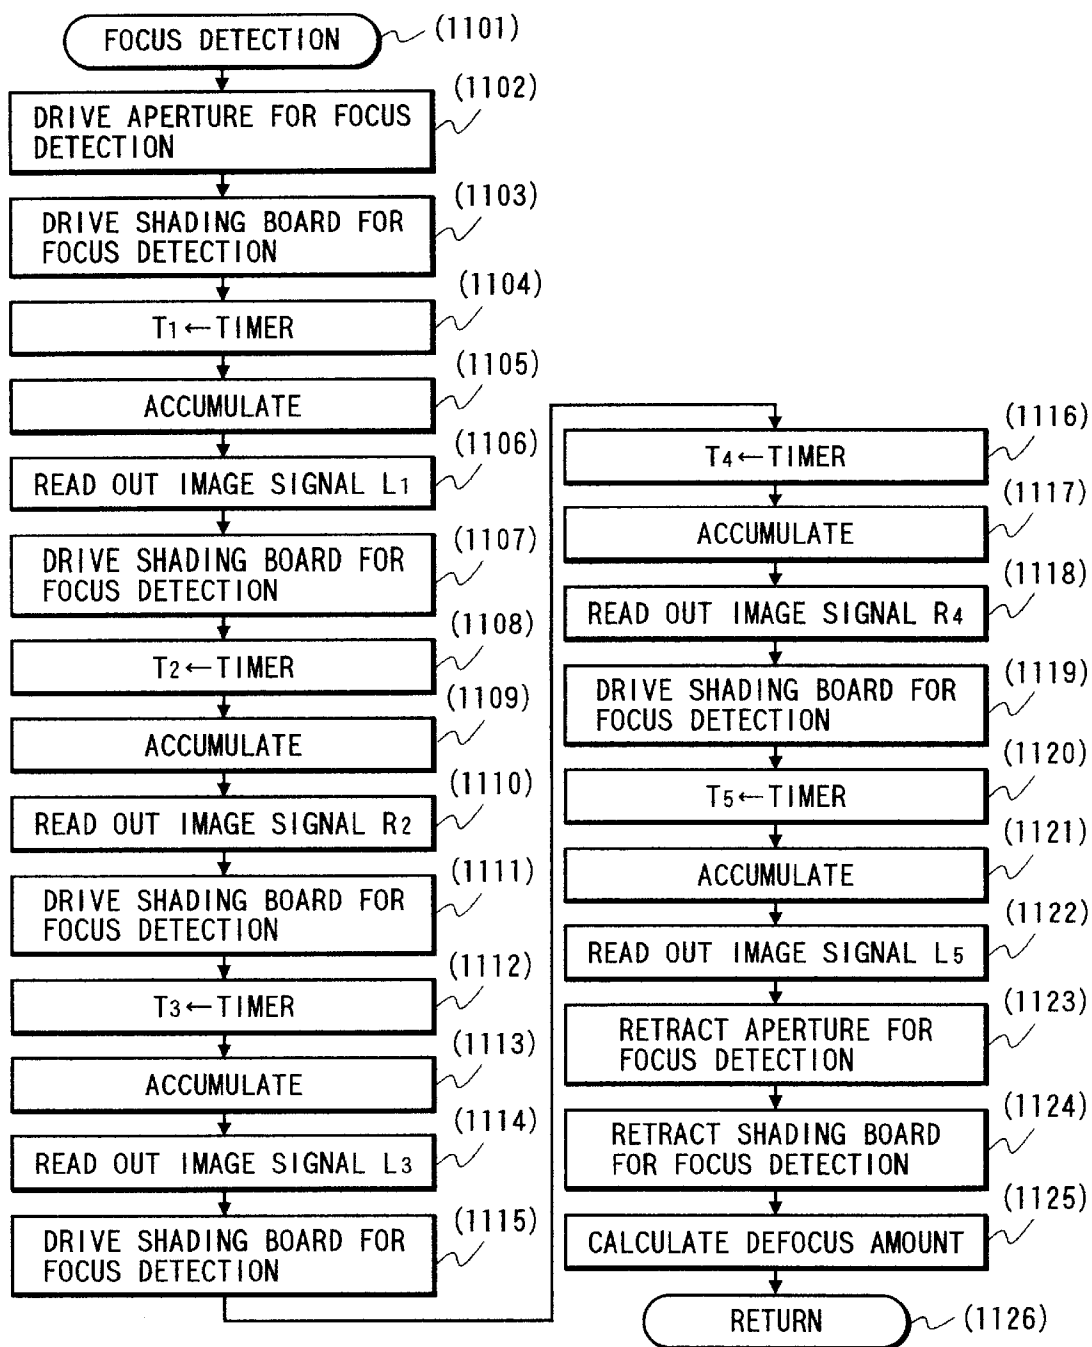 FOCUS DETECTION (1101)
(1102)
DRIVE APERTURE FOR FOCUS
DETECTION
(1103)
DRIVE SHADING BOARD FOR
FOCUS DETECTION
(1104)
T1←TIMER
(1105)
ACCUMULATE
(1106)
READ OUT IMAGE SIGNAL L1
(1107)
DRIVE SHADING BOARD FOR
FOCUS DETECTION
(1108)
T2←TIMER
(1109)
ACCUMULATE
(1110)
READ OUT IMAGE SIGNAL R2
(1111)
DRIVE SHADING BOARD FOR
FOCUS DETECTION
(1112)
T3←TIMER
(1113)
ACCUMULATE
(1114)
READ OUT IMAGE SIGNAL L3
(1115)
DRIVE SHADING BOARD FOR
FOCUS DETECTION
(1116)
T4←TIMER
(1117)
ACCUMULATE
(1118)
READ OUT IMAGE SIGNAL R4
(1119)
DRIVE SHADING BOARD FOR
FOCUS DETECTION
(1120)
T5←TIMER
(1121)
ACCUMULATE
(1122)
READ OUT IMAGE SIGNAL L5
(1123)
RETRACT APERTURE FOR
FOCUS DETECTION
(1124)
RETRACT SHADING BOARD
FOR FOCUS DETECTION
(1125)
CALCULATE DEFOCUS AMOUNT
RETURN (1126)